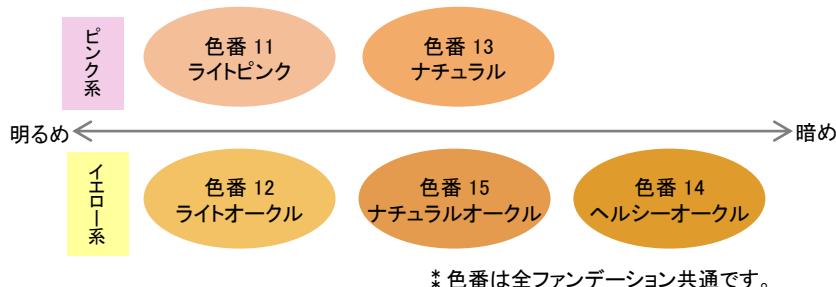 ピンク系
色番 11
ライトピンク
色番 13
ナチュラル
明るめ
暗め
イエロー系
色番 12
ライトオークル
色番 15
ナチュラルオークル
色番 14
ヘルシーオークル
* 色番は全ファンデーション共通です。